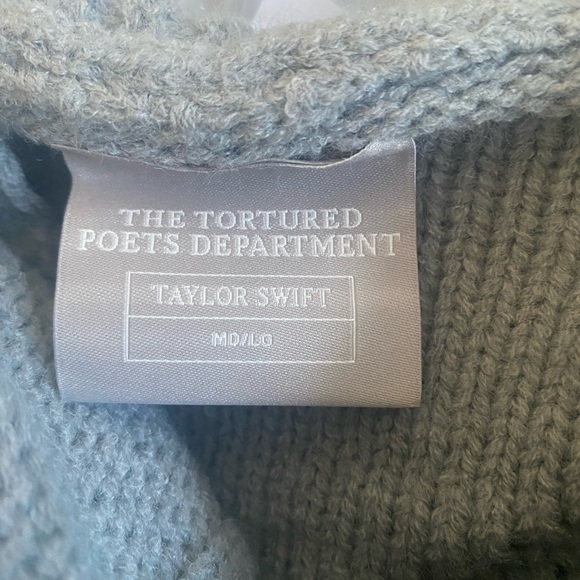 THE TORTURED
POETS DEPARTMENT
TAYLOR SWIFT
MD/LG